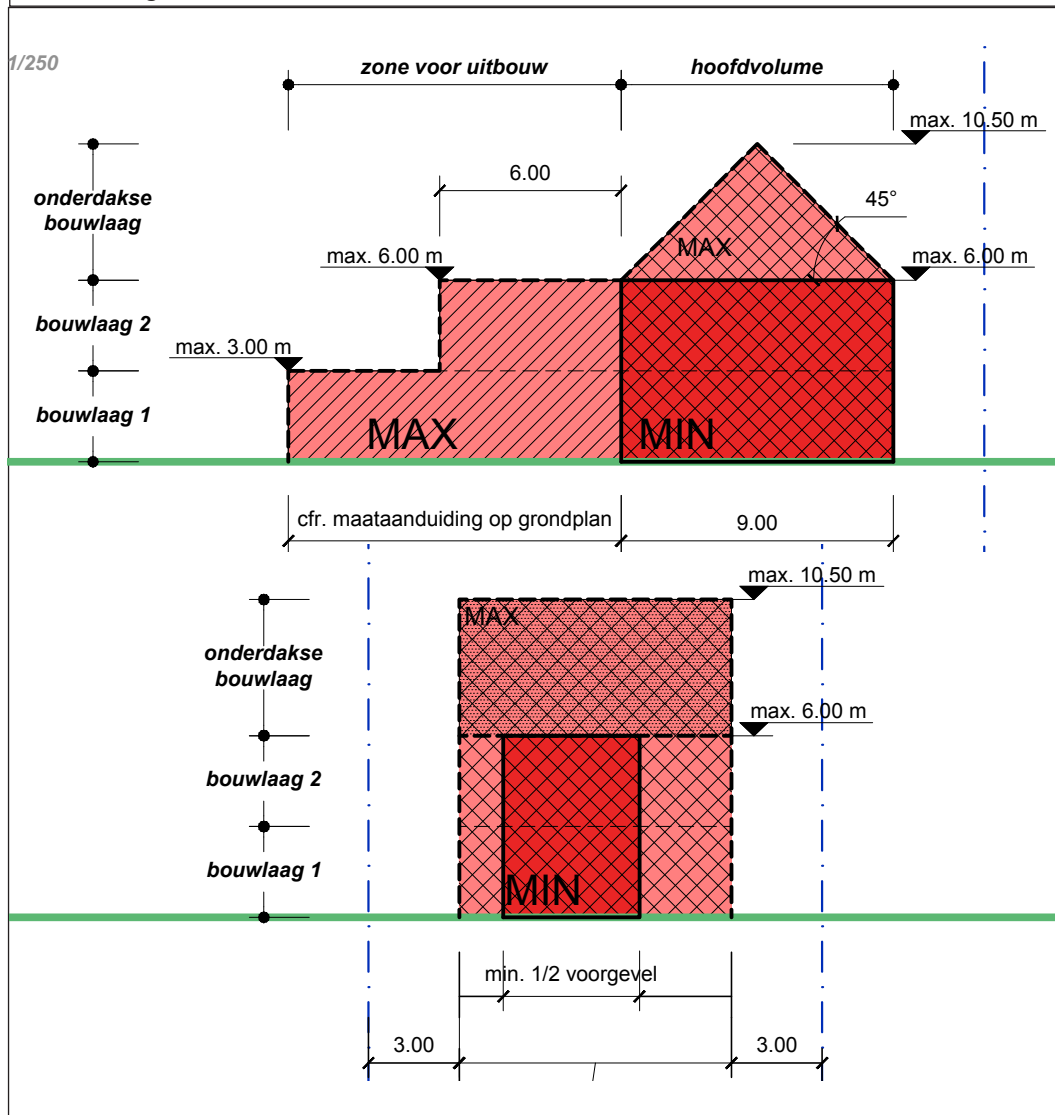 1/250
zone voor uitbouw
hoofdvolume
max. 10.50 m
6.00
onderdakse
bouwlaag
45°
MAX
max. 6.00 m
max. 6.00 m
bouwlaag 2
max. 3.00 m
bouwlaag 1
MAX
MIN
cfr. maataanduiding op grondplan
9.00
max. 10.50 m
MAX
onderdakse
bouwlaag
max. 6.00 m
bouwlaag 2
bouwlaag 1
MIN
min. 1/2 voorgevel
3.00
/
3.00